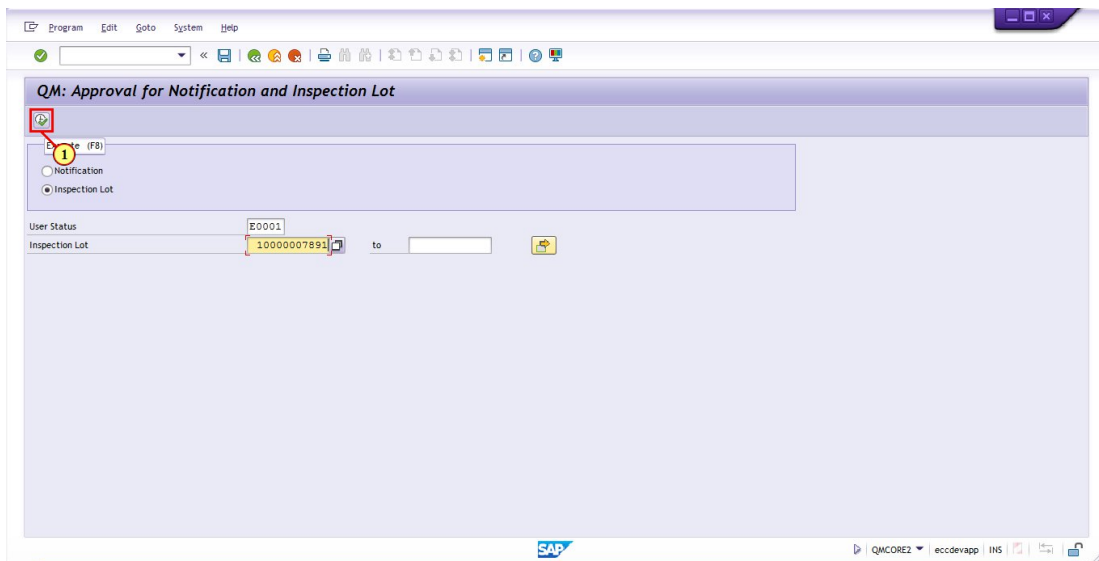 Program Edit Goto System Help
QM: Approval for Notification and Inspection Lot
(F8)
1
Notification
Inspection Lot
User Status E0001
Inspection Lot 10000007891 to
SAP QMCORE2 eccdevapp INS